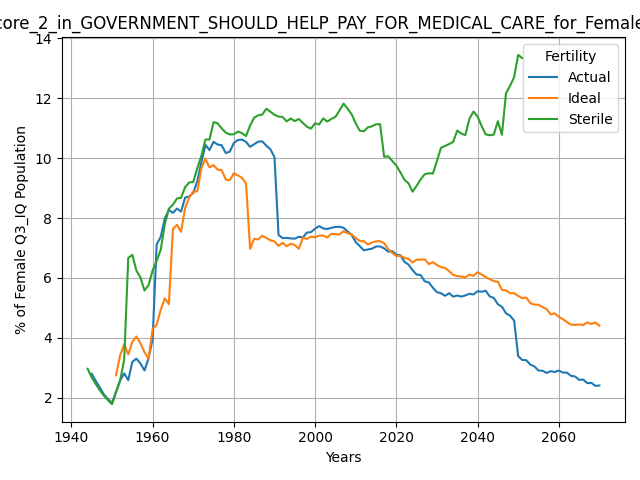 core_2_in_GOVERNMENT_SHOULD_HELP_PAY_FOR_MEDICAL_CARE_for_Female
14
12
10
8
6
4
2
% of Female Q3_IQ Population
Fertility
Actual
Ideal
Sterile
1940 1960 1980 2000 2020 2040 2060
Years